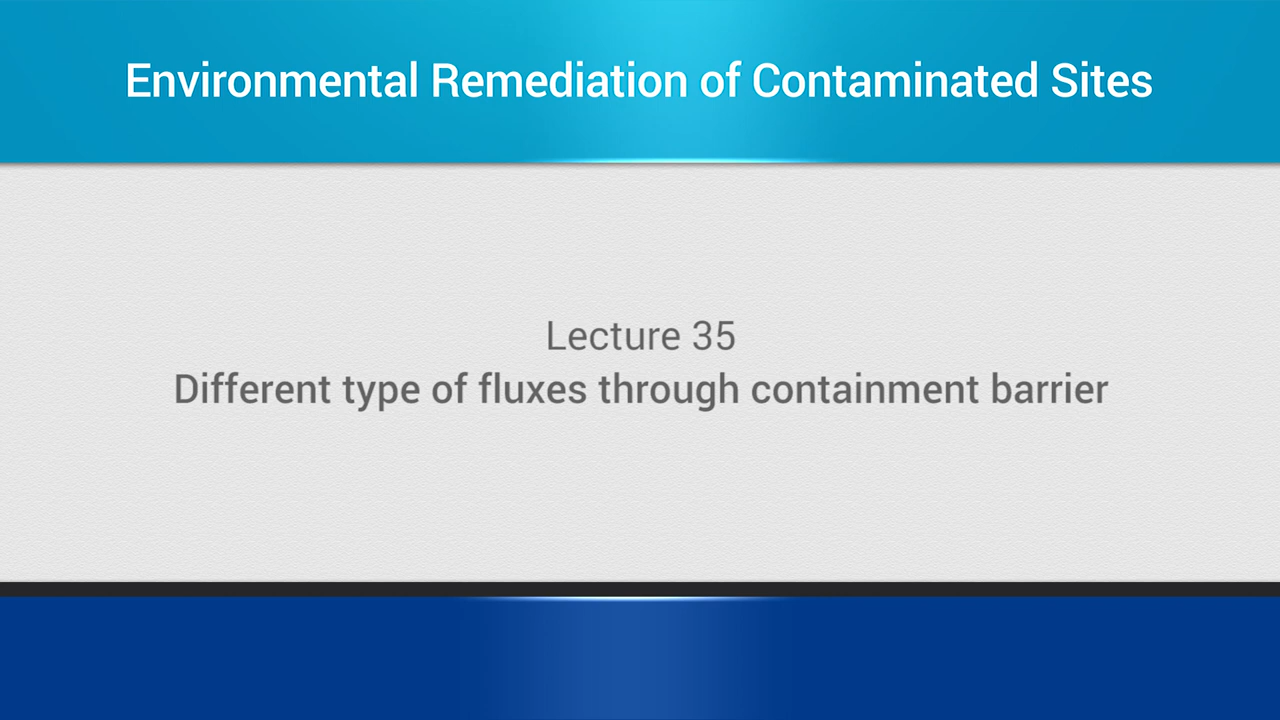 Environmental Remediation of Contaminated Sites
Lecture 35
Different type of fluxes through containment barrier